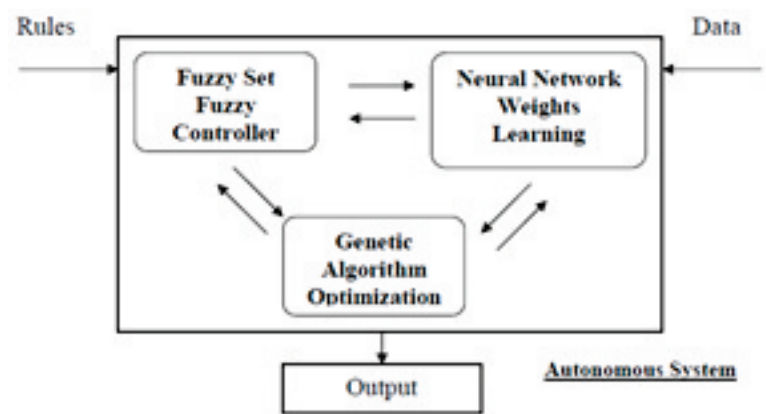 Rules
Data
Fuzzy Set
Fuzzy
Controller
Neural Network
Weights
Learning
Genetic
Algorithm
Optimization
Output
Autonomous System